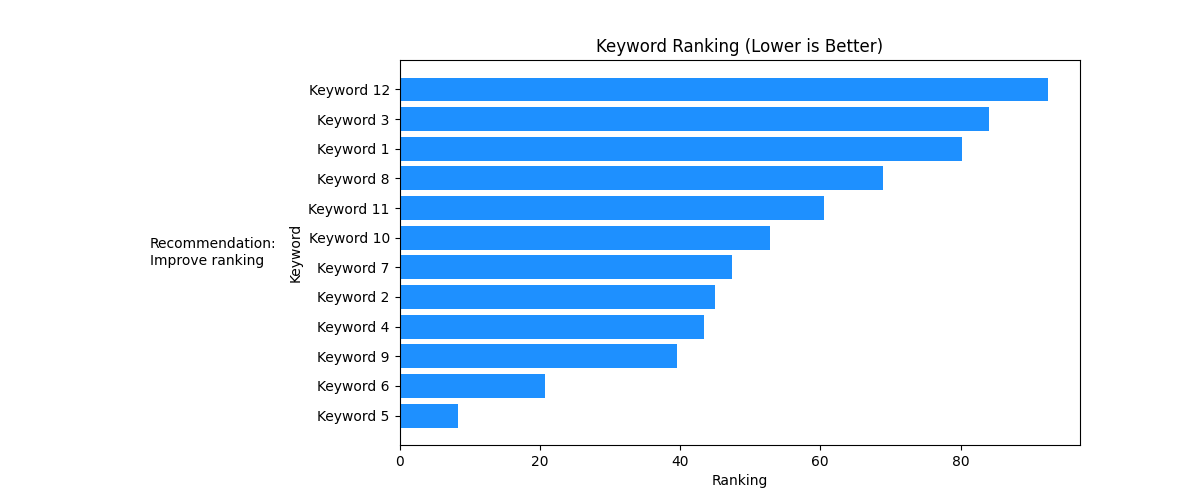 Keyword Ranking (Lower is Better)
Keyword 12
Keyword 3
Keyword 1
Keyword 8
Keyword 11
Keyword 10
Keyword 7
Keyword 2
Keyword 4
Keyword 9
Keyword 6
Keyword 5
Keyword
Recommendation:
Improve ranking
0 20 40 60 80
Ranking